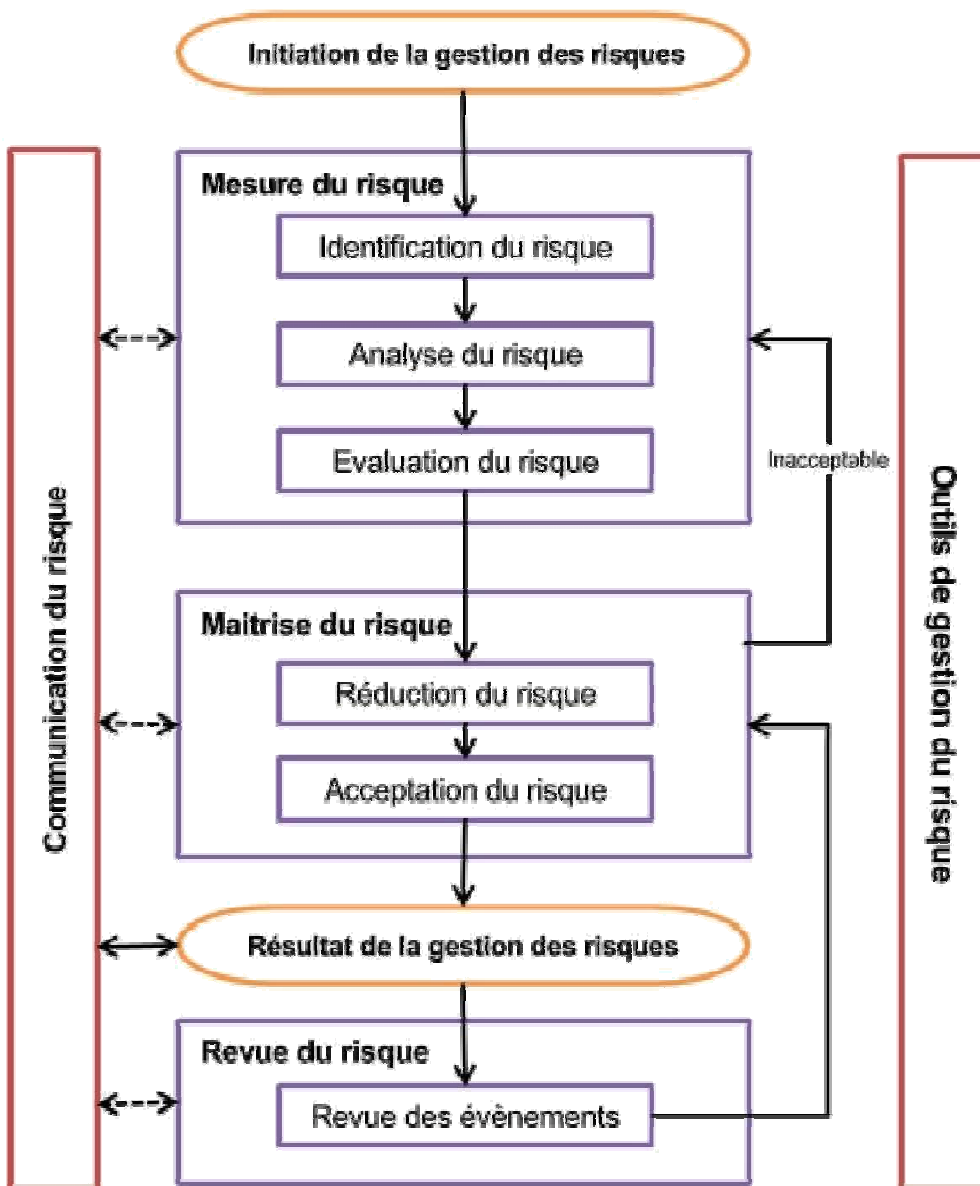 Initiation de la gestion des risques
Communication du risque
Mesure du risque
Identification du risque
Analyse du risque
Evaluation du risque
Inacceptable
Outils de gestion du risque
Maitrise du risque
Réduction du risque
Acceptation du risque
Résultat de la gestion des risques
Revue du risque
Revue des évènements